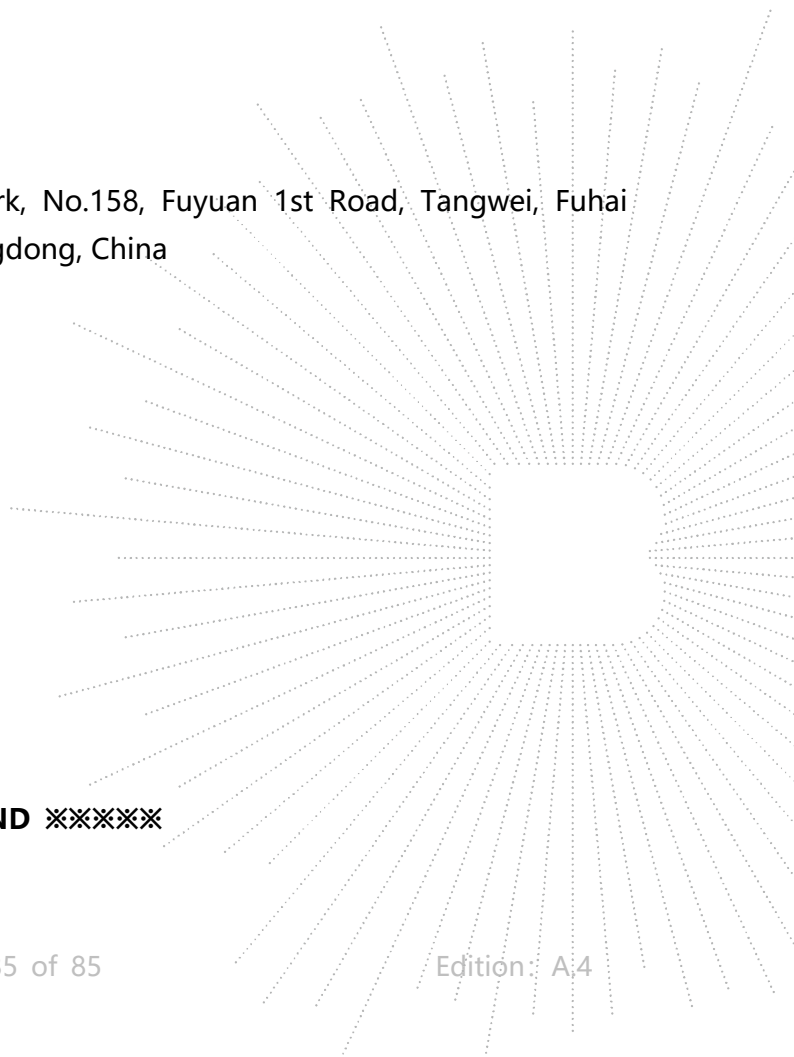 rk, No.158, Fuyuan 1st Road, Tangwei, Fuhai
gdong, China
ND ※※※※※
5 of 85 Edition: A.4